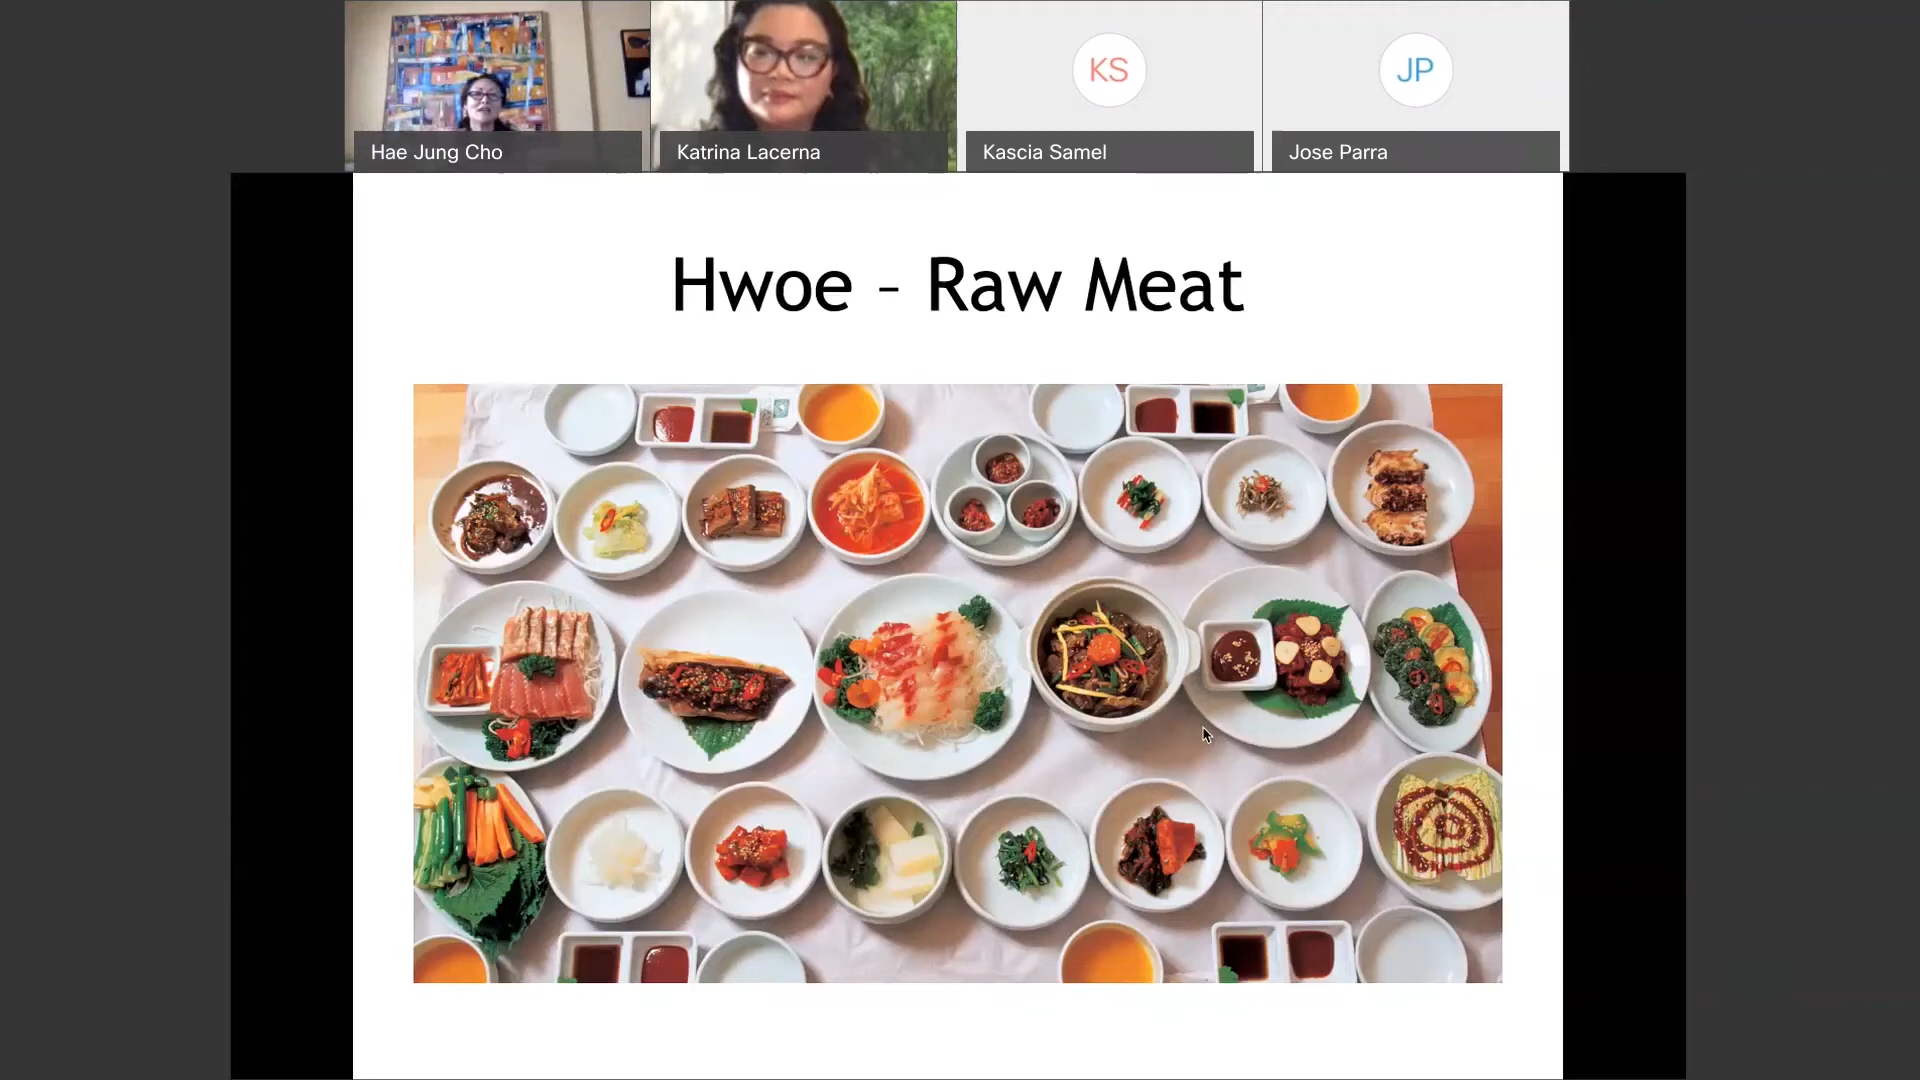 KS
JP
Hae Jung Cho
Katrina Lacerna
Kascia Samel
Jose Parra
Hwoe – Raw Meat